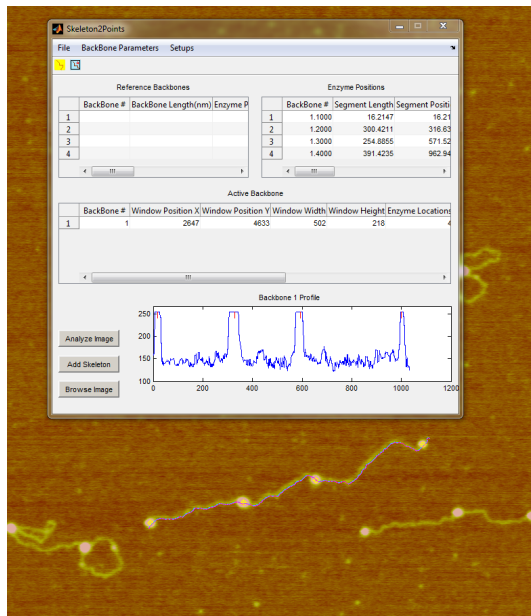 Skeleton2Points
File BackBone Parameters Setups
Reference Backbones
BackBone # BackBone Length(nm) Enzyme P
1
2
3
4
Enzyme Positions
BackBone # Segment Length Segment Positi
1 1.1000 16.2147 16.21
2 1.2000 300.4211 316.63
3 1.3000 254.8855 571.52
4 1.4000 391.4235 962.94
Active Backbone
BackBone # Window Position X Window Position Y Window Width Window Height Enzyme Locations
1 1 2647 4633 502 218 4
Analyze Image
Add Skeleton
Browse Image
Backbone 1 Profile
250
200
150
100
0 200 400 600 800 1000 1200